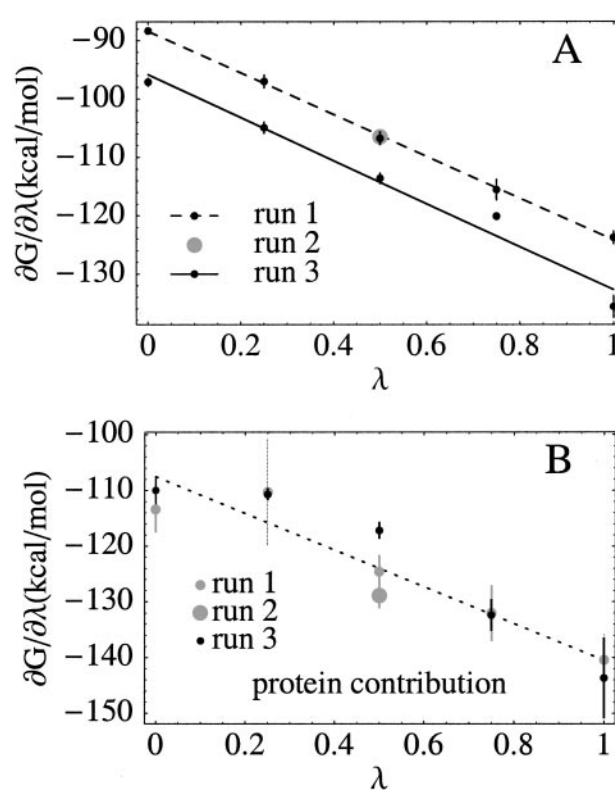 A
−90
−100
−110
−120
−130
∂G/∂λ(kcal/mol)
run 1
run 2
run 3
0 0.2 0.4 0.6 0.8 1
λ
B
−100
−110
−120
−130
−140
−150
∂G/∂λ(kcal/mol)
run 1
run 2
run 3
protein contribution
0 0.2 0.4 0.6 0.8 1
λ